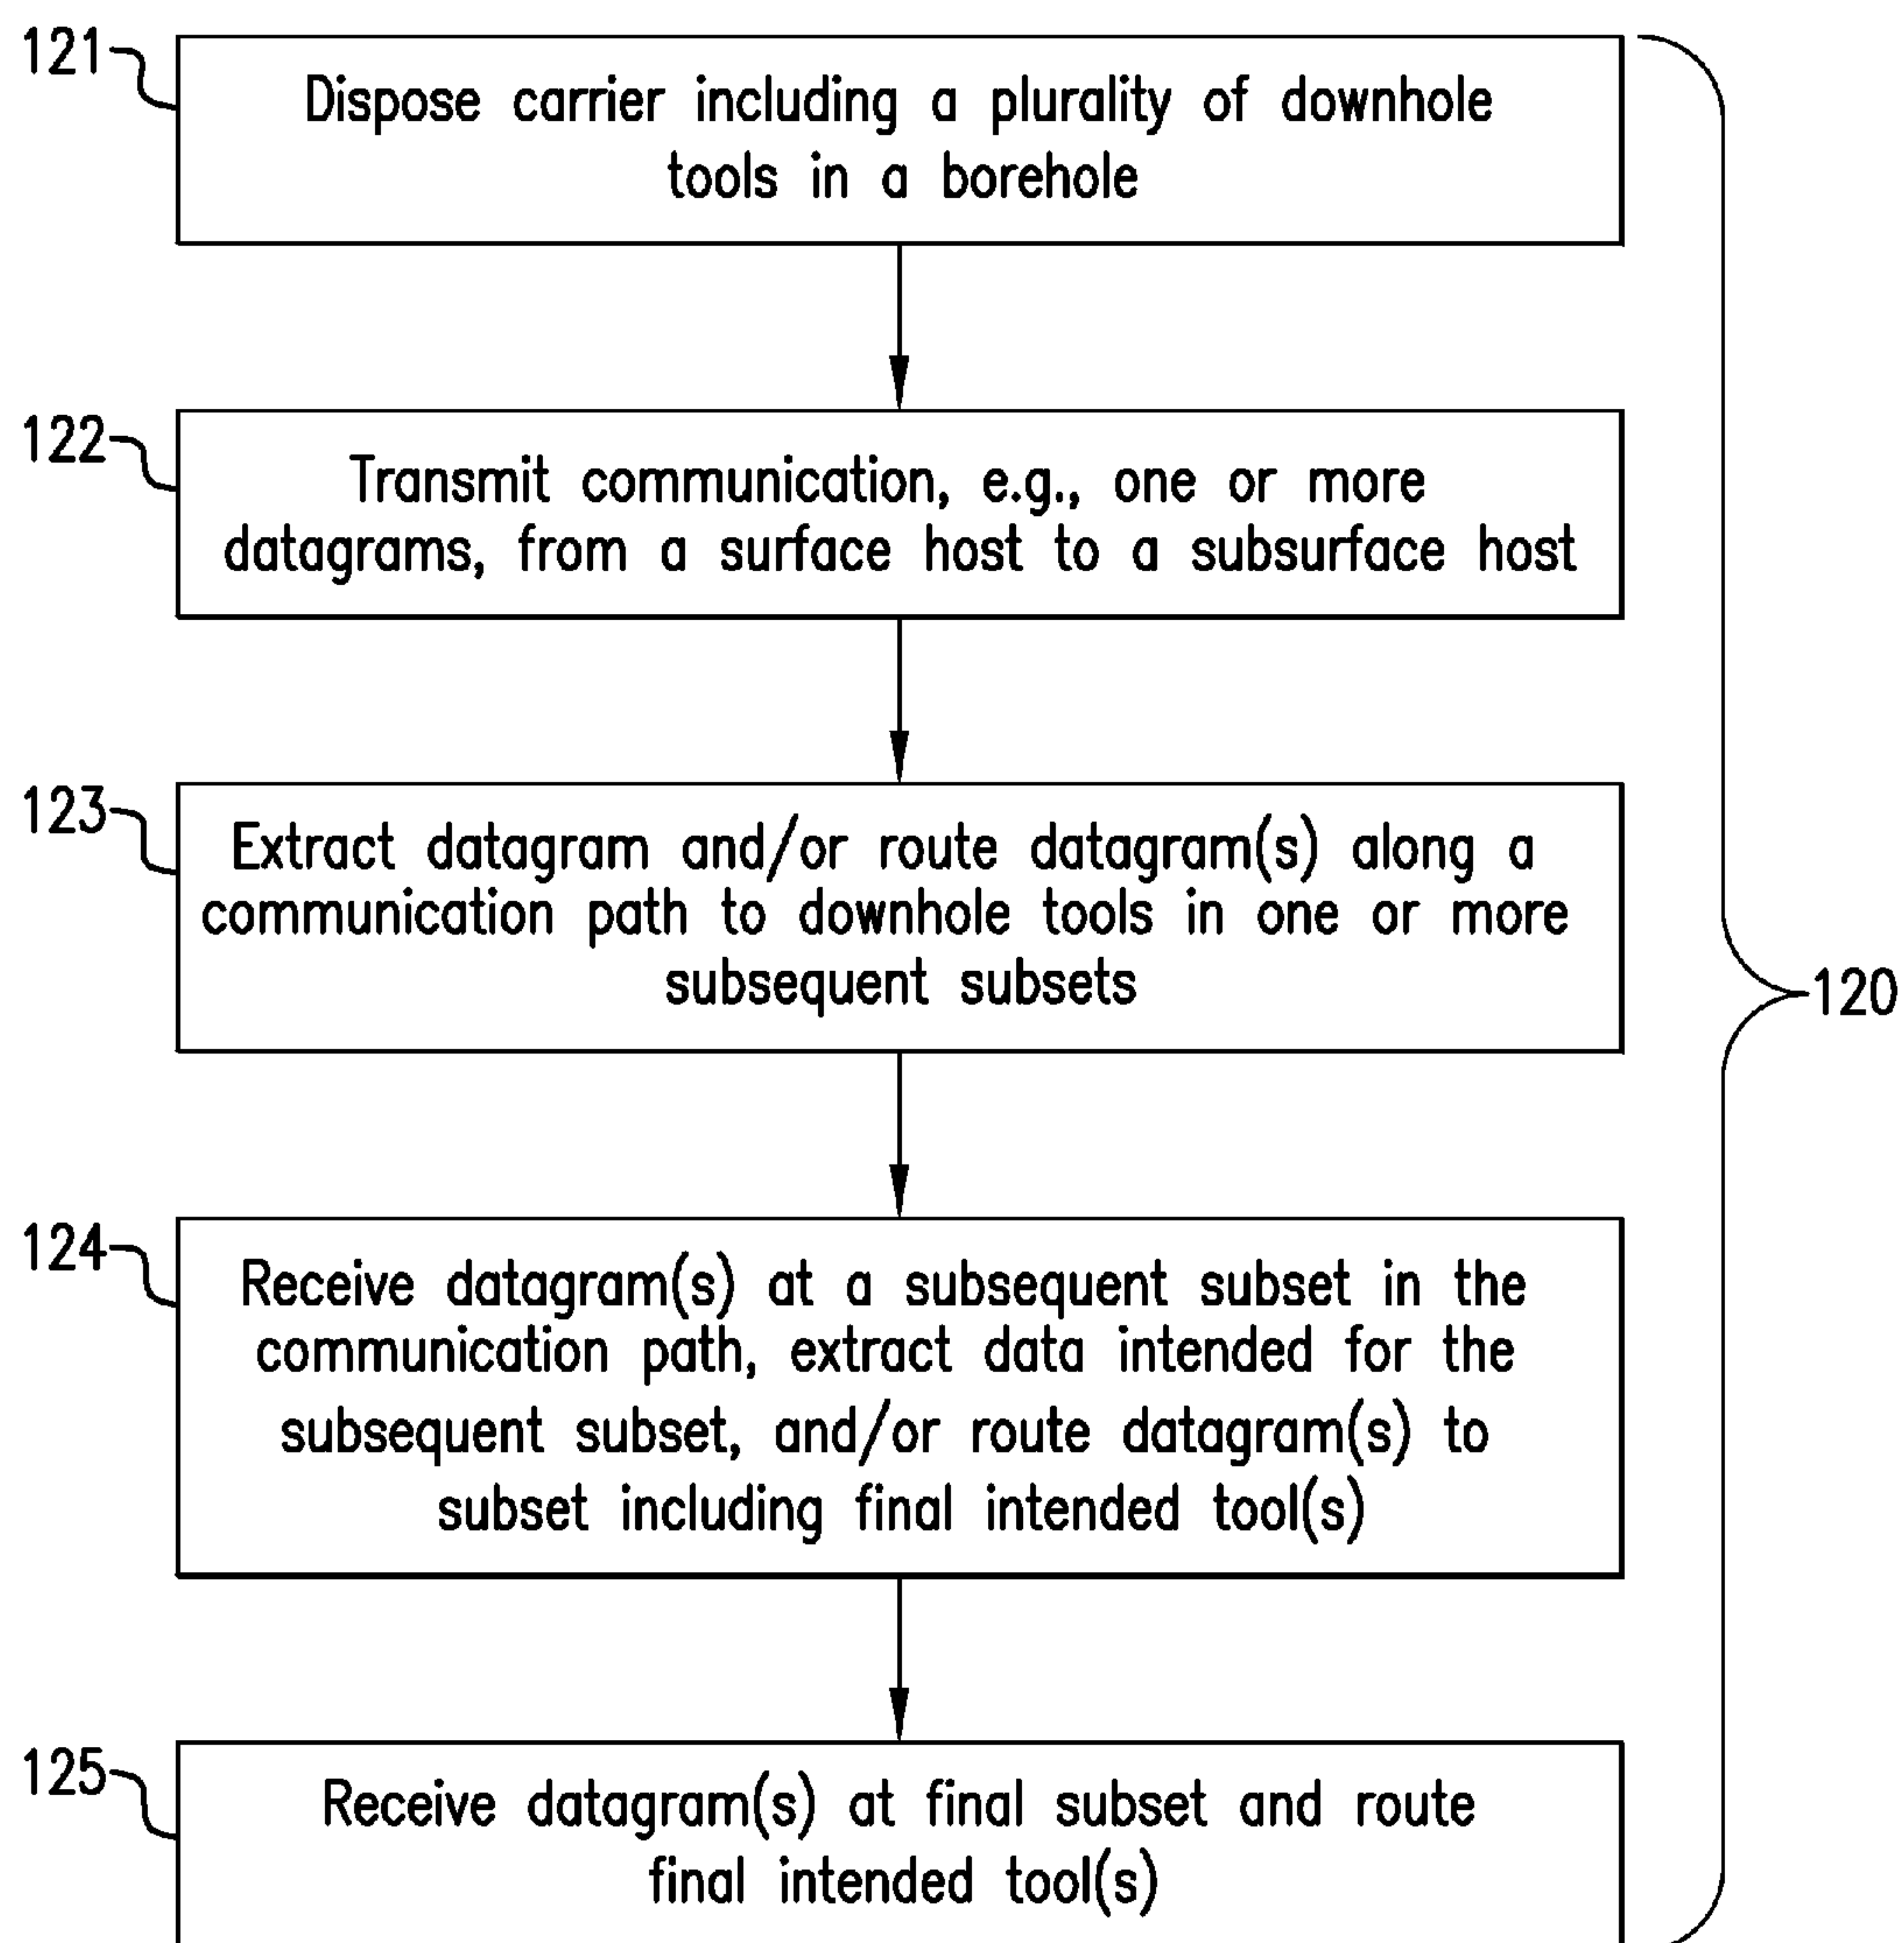 121
Dispose carrier including a plurality of downhole
tools in a borehole
122
Transmit communication, e.g., one or more
datagrams, from a surface host to a subsurface host
123
Extract datagram and/or route datagram(s) along a
communication path to downhole tools in one or more
subsequent subsets
120
124
Receive datagram(s) at a subsequent subset in the
communication path, extract data intended for the
subsequent subset, and/or route datagram(s) to
subset including final intended tool(s)
125
Receive datagram(s) at final subset and route
final intended tool(s)